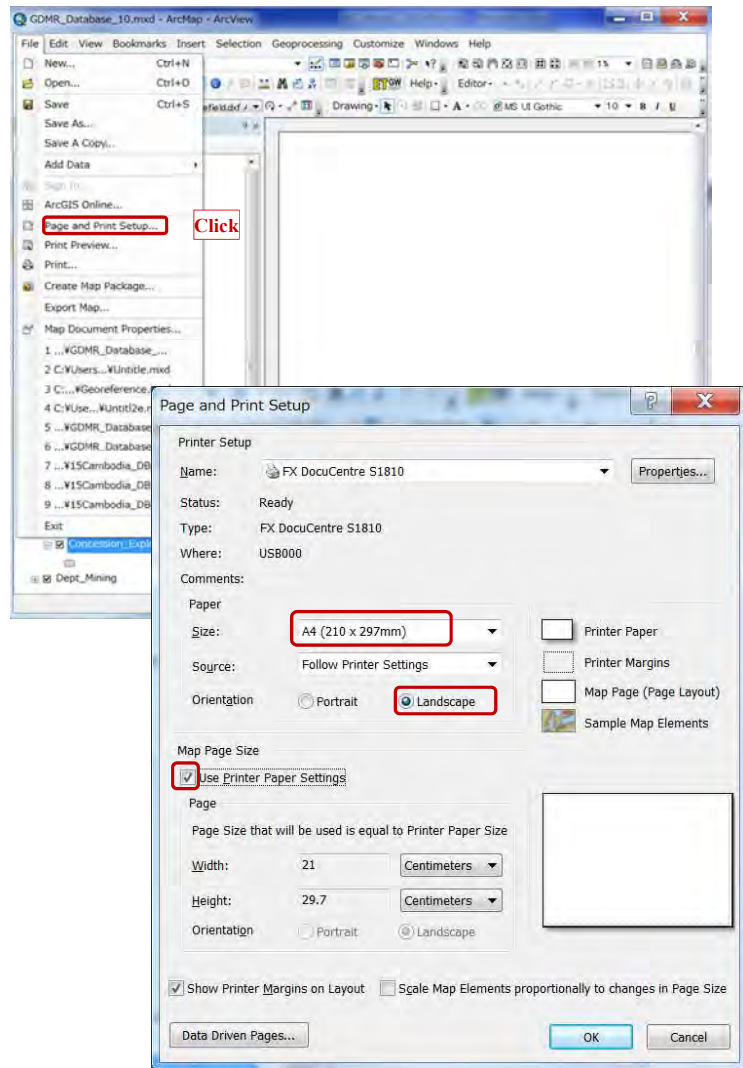 GDMR_Database_10.mxd - ArcMap - ArcView
File Edit View Bookmarks Insert Selection Geoprocessing Customize Windows Help
New... Ctrl+N
1%
Open... Ctrl+O
Help Editor
Save Ctrl+S
Drawing A MS UI Gothic 10 B I U
Save As...
Save A Copy...
Add Data
Sign In...
ArcGIS Online...
Page and Print Setup... Click
Print Preview...
Print...
Create Map Package...
Export Map...
Map Document Properties...
1 ...¥GDMR_Database_...
2 C:¥Users...¥Untitle.mxd
3 C:...¥Georeference.
4 C:¥Use...¥Untitl2e.
5 ...¥GDMR_Database
6 ...¥GDMR_Database
7 ...¥15Cambodia_DB
8 ...¥15Cambodia_DB
9 ...¥15Cambodia_DB
Exit
Concession_Expl
Dept_Mining
Page and Print Setup
Printer Setup
Name: FX DocuCentre S1810 Properties...
Status: Ready
Type: FX DocuCentre S1810
Where: USB000
Comments:
Paper
Size: A4 (210 x 297mm) Printer Paper
Source: Follow Printer Settings Printer Margins
Orientation Portrait Landscape Map Page (Page Layout)
Sample Map Elements
Map Page Size
Use Printer Paper Settings
Page
Page Size that will be used is equal to Printer Paper Size
Width: 21 Centimeters
Height: 29.7 Centimeters
Orientation Portrait Landscape
Show Printer Margins on Layout Scale Map Elements proportionally to changes in Page Size
Data Driven Pages... OK Cancel